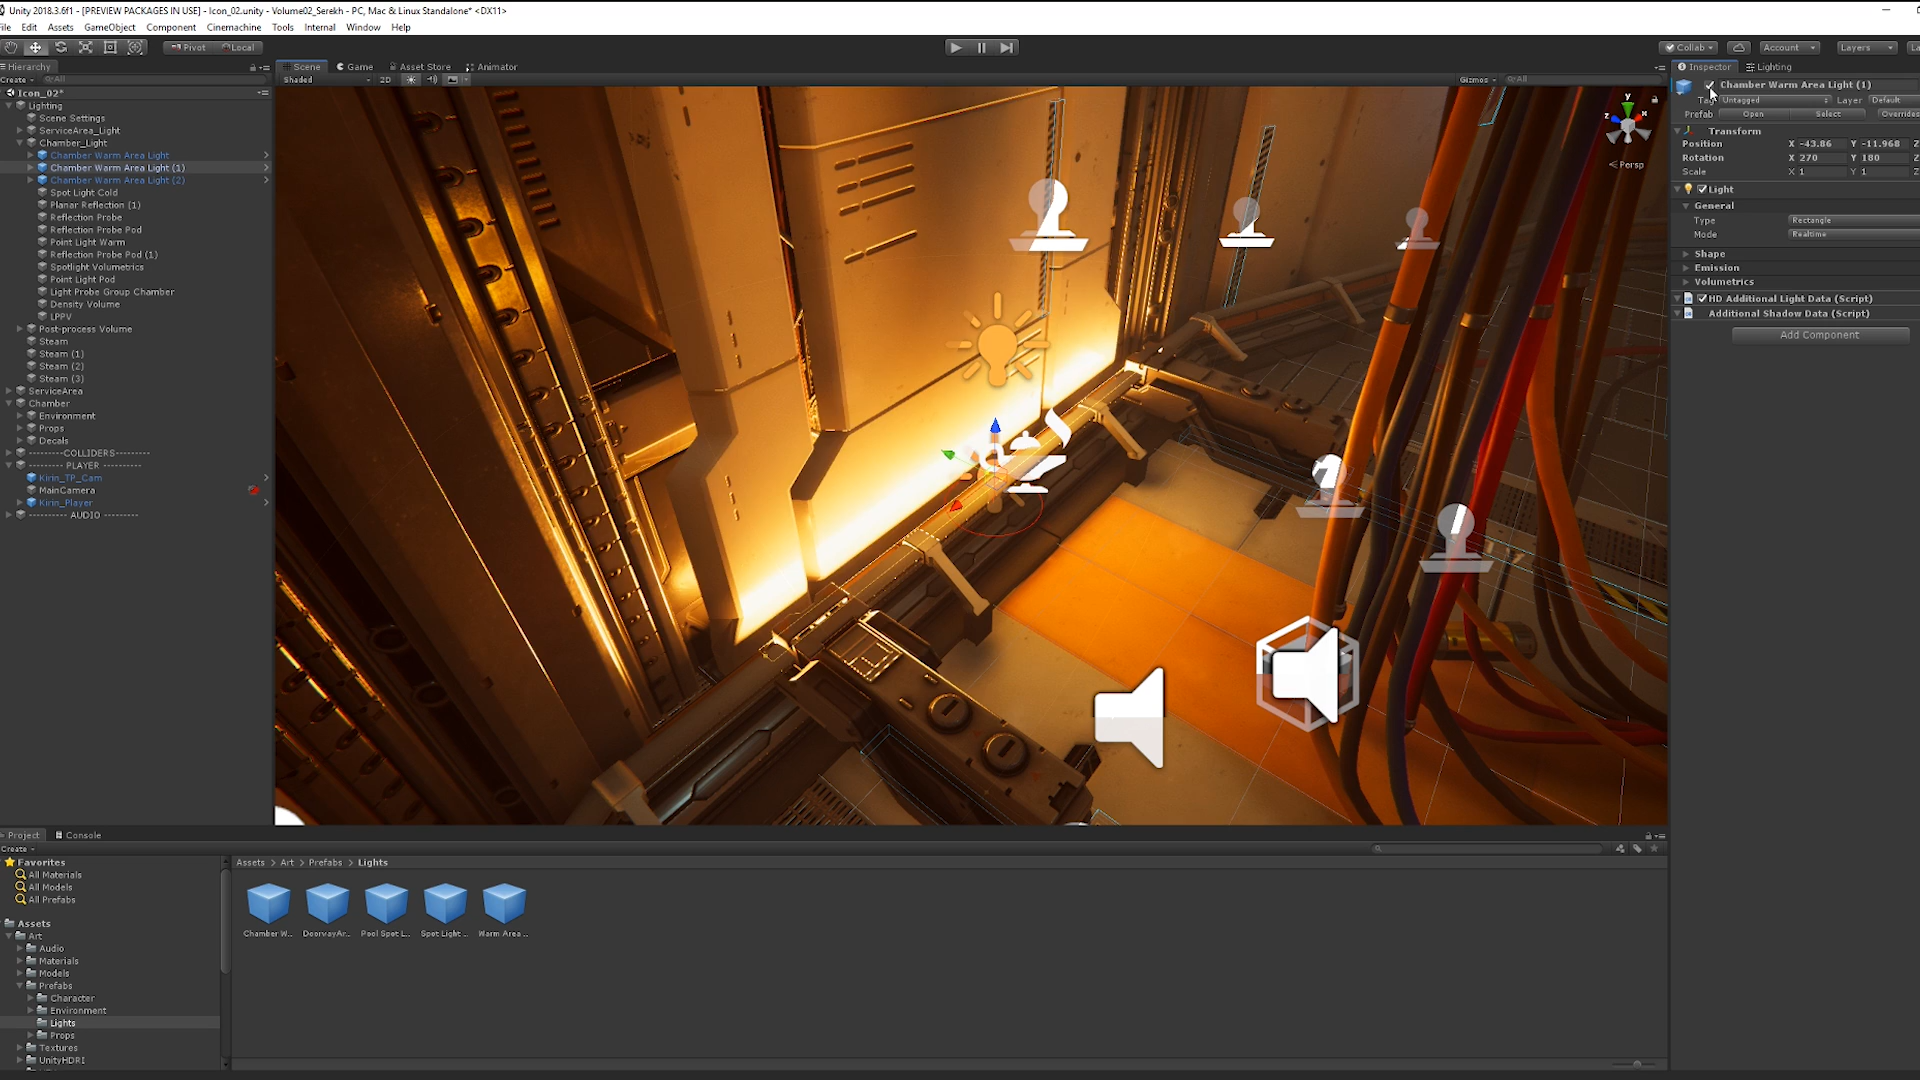 Unity 2018.3.6f1 - [PREVIEW PACKAGES IN USE] - Icon_02.unity - Volume02_Serekh - PC, Mac & Linux Standalone* <DX11>
File Edit Assets GameObject Component Cinemachine Tools Internal Window Help
Pivot Local Collab Account Layers
Hierarchy Scene Game Asset Store Animator Inspector Lighting
Create All Shaded 2D Gizmos All
Icon_02*
Lighting
Scene Settings
ServiceArea_Light
Chamber_Light
Chamber Warm Area Light
Chamber Warm Area Light (1)
Chamber Warm Area Light (2)
Spot Light Cold
Planar Reflection (1)
Reflection Probe
Reflection Probe Pod
Point Light Warm
Reflection Probe Pod (1)
Spotlight Volumetrics
Point Light Pod
Light Probe Group Chamber
Density Volume
LPPV
Post-process Volume
Steam
Steam (1)
Steam (2)
Steam (3)
ServiceArea
Chamber
Environment
Props
Decals
--------COLLIDERS--------
-------- PLAYER ----------
Kirin_TP_Cam
MainCamera
Kirin_Player
--------- AUDIO --------
y
x
z
< Persp
Chamber Warm Area Light (1)
Tag Untagged Layer Default
Prefab Open Select Overrides
Transform
Position X -43.86 Y -11.968 Z
Rotation X 270 Y 180 Z
Scale X 1 Y 1 Z
Light
General
Type Rectangle
Mode Realtime
Shape
Emission
Volumetrics
HD Additional Light Data (Script)
Additional Shadow Data (Script)
Add Component
Project Console
Create
Favorites
All Materials
All Models
All Prefabs
Assets
Art
Audio
Materials
Models
Prefabs
Character
Environment
Lights
Props
Textures
UnityHDRI
Assets > Art > Prefabs > Lights
Chamber W... DoorwayAr... Pool Spot L... Spot Light ... Warm Area ...